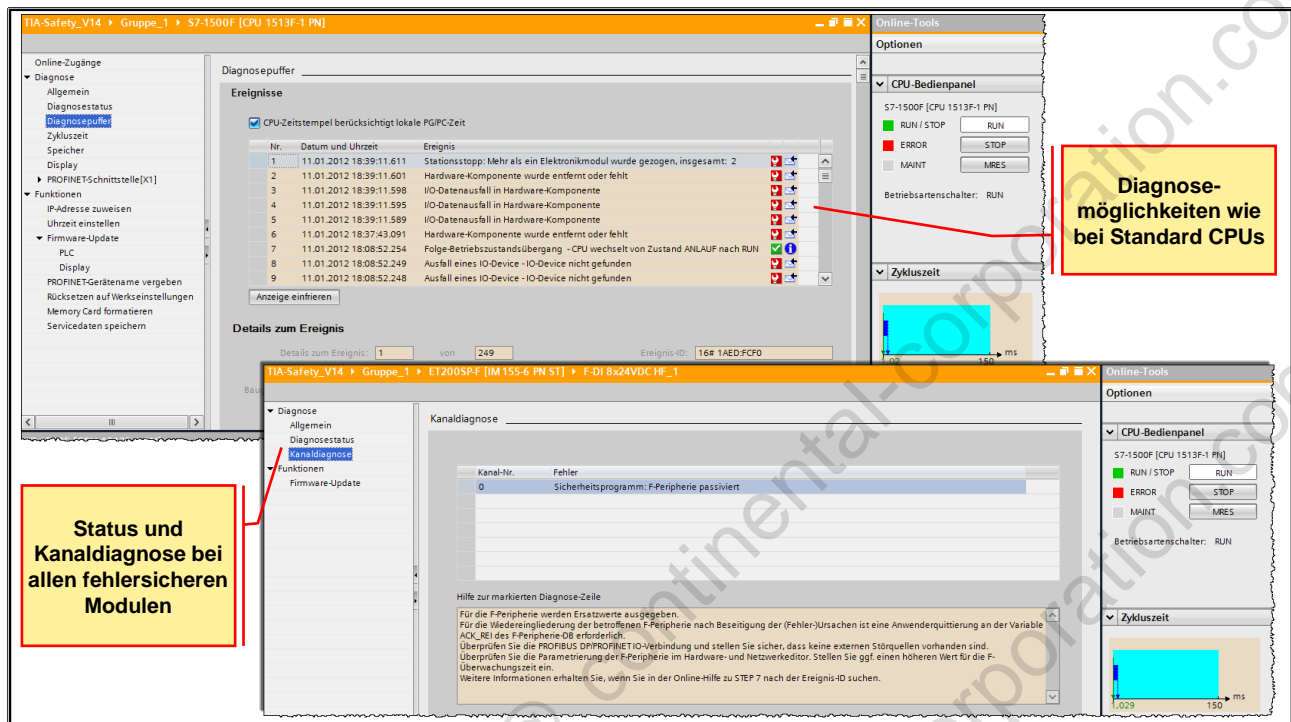 TIA-Safety_V14 ▸ Gruppe_1 ▸ S7-1500F [CPU 1513F-1 PN]
Online-Zugänge
Diagnose
Allgemein
Diagnosestatus
Diagnosepuffer
Zykluszeit
Speicher
Display
PROFINET-Schnittstelle[X1]
Funktionen
IP-Adresse zuweisen
Uhrzeit einstellen
Firmware-Update
PLC
Display
PROFINET-Gerätename vergeben
Rücksetzen auf Werkseinstellungen
Memory Card formatieren
Servicedaten speichern
Diagnosepuffer
Ereignisse
CPU-Zeitstempel berücksichtigt lokale PG/PC-Zeit
Nr. Datum und Uhrzeit Ereignis
1 11.01.2012 18:39:11.611 Stationsstopp: Mehr als ein Elektronikmodul wurde gezogen, insgesamt: 2
2 11.01.2012 18:39:11.601 Hardware-Komponente wurde entfernt oder fehlt
3 11.01.2012 18:39:11.598 I/O-Datenausfall in Hardware-Komponente
4 11.01.2012 18:39:11.595 I/O-Datenausfall in Hardware-Komponente
5 11.01.2012 18:39:11.589 I/O-Datenausfall in Hardware-Komponente
6 11.01.2012 18:37:43.091 Hardware-Komponente wurde entfernt oder fehlt
7 11.01.2012 18:08:52.254 Folge-Betriebszustandsübergang - CPU wechselt von Zustand ANLAUF nach RUN
8 11.01.2012 18:08:52.249 Ausfall eines IO-Device - IO-Device nicht gefunden
9 11.01.2012 18:08:52.248 Ausfall eines IO-Device - IO-Device nicht gefunden
Anzeige einfrieren
Details zum Ereignis
Details zum Ereignis: 1 von 249 Ereignis-ID: 16# 1AED:FCF0
Online-Tools
Optionen
CPU-Bedienpanel
S7-1500F [CPU 1513F-1 PN]
RUN / STOP RUN
ERROR STOP
MAINT MRES
Betriebsartenschalter: RUN
Zykluszeit
150 ms
Diagnose-
möglichkeiten wie
bei Standard CPUs
TIA-Safety_V14 ▸ Gruppe_1 ▸ ET200SP-F [IM 155-6 PN ST] ▸ F-DI 8x24VDC HF_1
Diagnose
Allgemein
Diagnosestatus
Kanaldiagnose
Funktionen
Firmware-Update
Kanaldiagnose
Kanal-Nr. Fehler
0 Sicherheitsprogramm: F-Peripherie passiviert
Hilfe zur markierten Diagnose-Zeile
Für die F-Peripherie werden Ersatzwerte ausgegeben.
Für die Wiedereingliederung der betroffenen F-Peripherie nach Beseitigung der (Fehler-)Ursachen ist eine Anwenderquittierung an der Variable
ACK_REI des F-Peripherie-DB erforderlich.
Überprüfen Sie die PROFIBUS DP/PROFINET IO-Verbindung und stellen Sie sicher, dass keine externen Störquellen vorhanden sind.
Überprüfen Sie die Parametrierung der F-Peripherie im Hardware- und Netzwerkeditor. Stellen Sie ggf. einen höheren Wert für die F-
Überwachungszeit ein.
Weitere Informationen erhalten Sie, wenn Sie in der Online-Hilfe zu STEP 7 nach der Ereignis-ID suchen.
Online-Tools
Optionen
CPU-Bedienpanel
S7-1500F [CPU 1513F-1 PN]
RUN / STOP RUN
ERROR STOP
MAINT MRES
Betriebsartenschalter: RUN
Zykluszeit
1,029 150 ms
Status und
Kanaldiagnose bei
allen fehlersicheren
Modulen
© continental-corporation.com